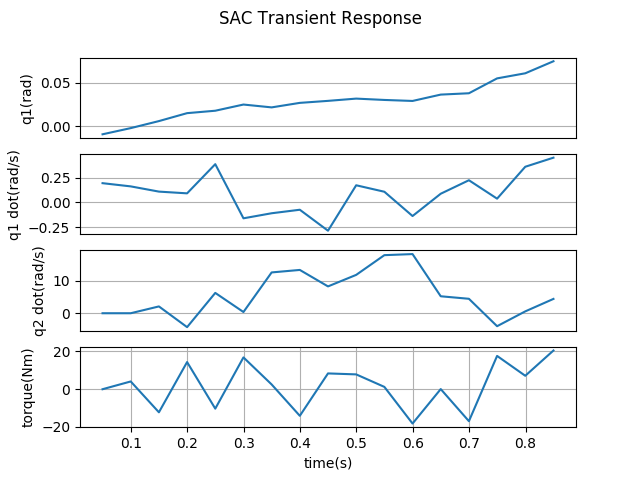 SAC Transient Response
q1(rad)
0.05
0.00
q1 dot(rad/s)
0.25
0.00
−0.25
q2 dot(rad/s)
10
0
torque(Nm)
20
0
−20
0.1 0.2 0.3 0.4 0.5 0.6 0.7 0.8
time(s)